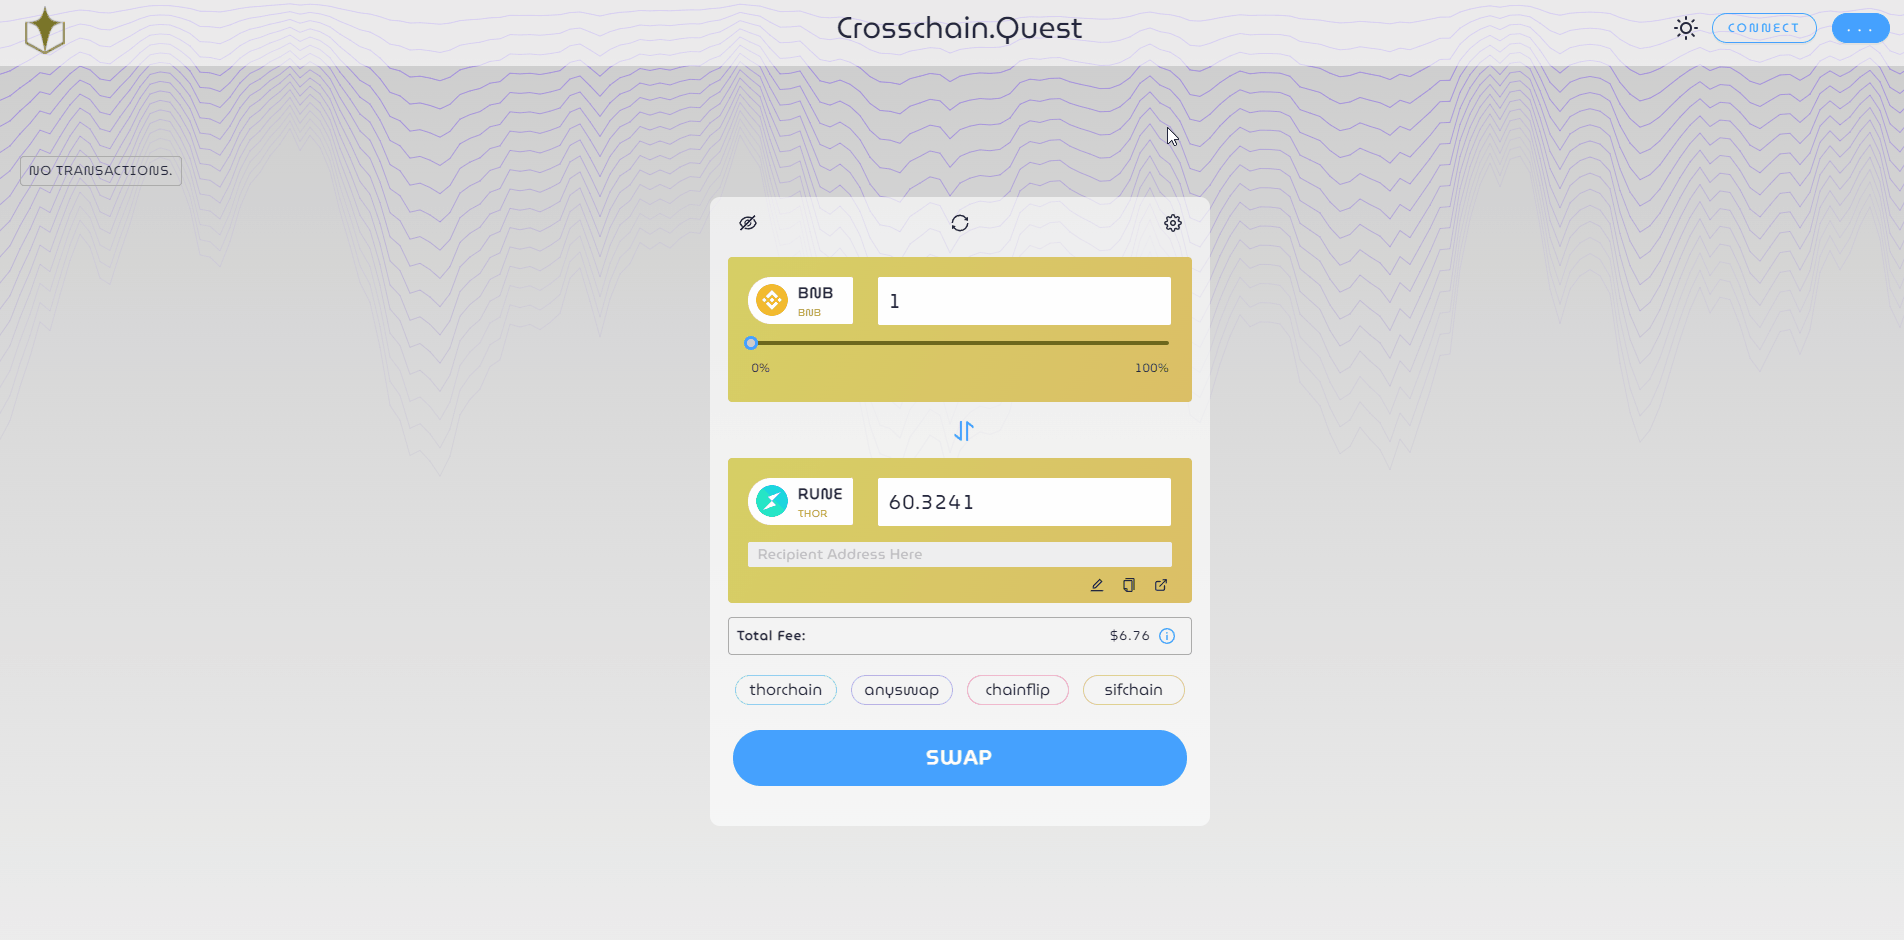 Crosschain.Quest
CONNECT
...
NO TRANSACTIONS.
BNB
BNB
1
0%
100%
RUNE
THOR
60.3241
Recipient Address Here
Total Fee:
$6.76
thorchain
anyswap
chainflip
sifchain
SWAP